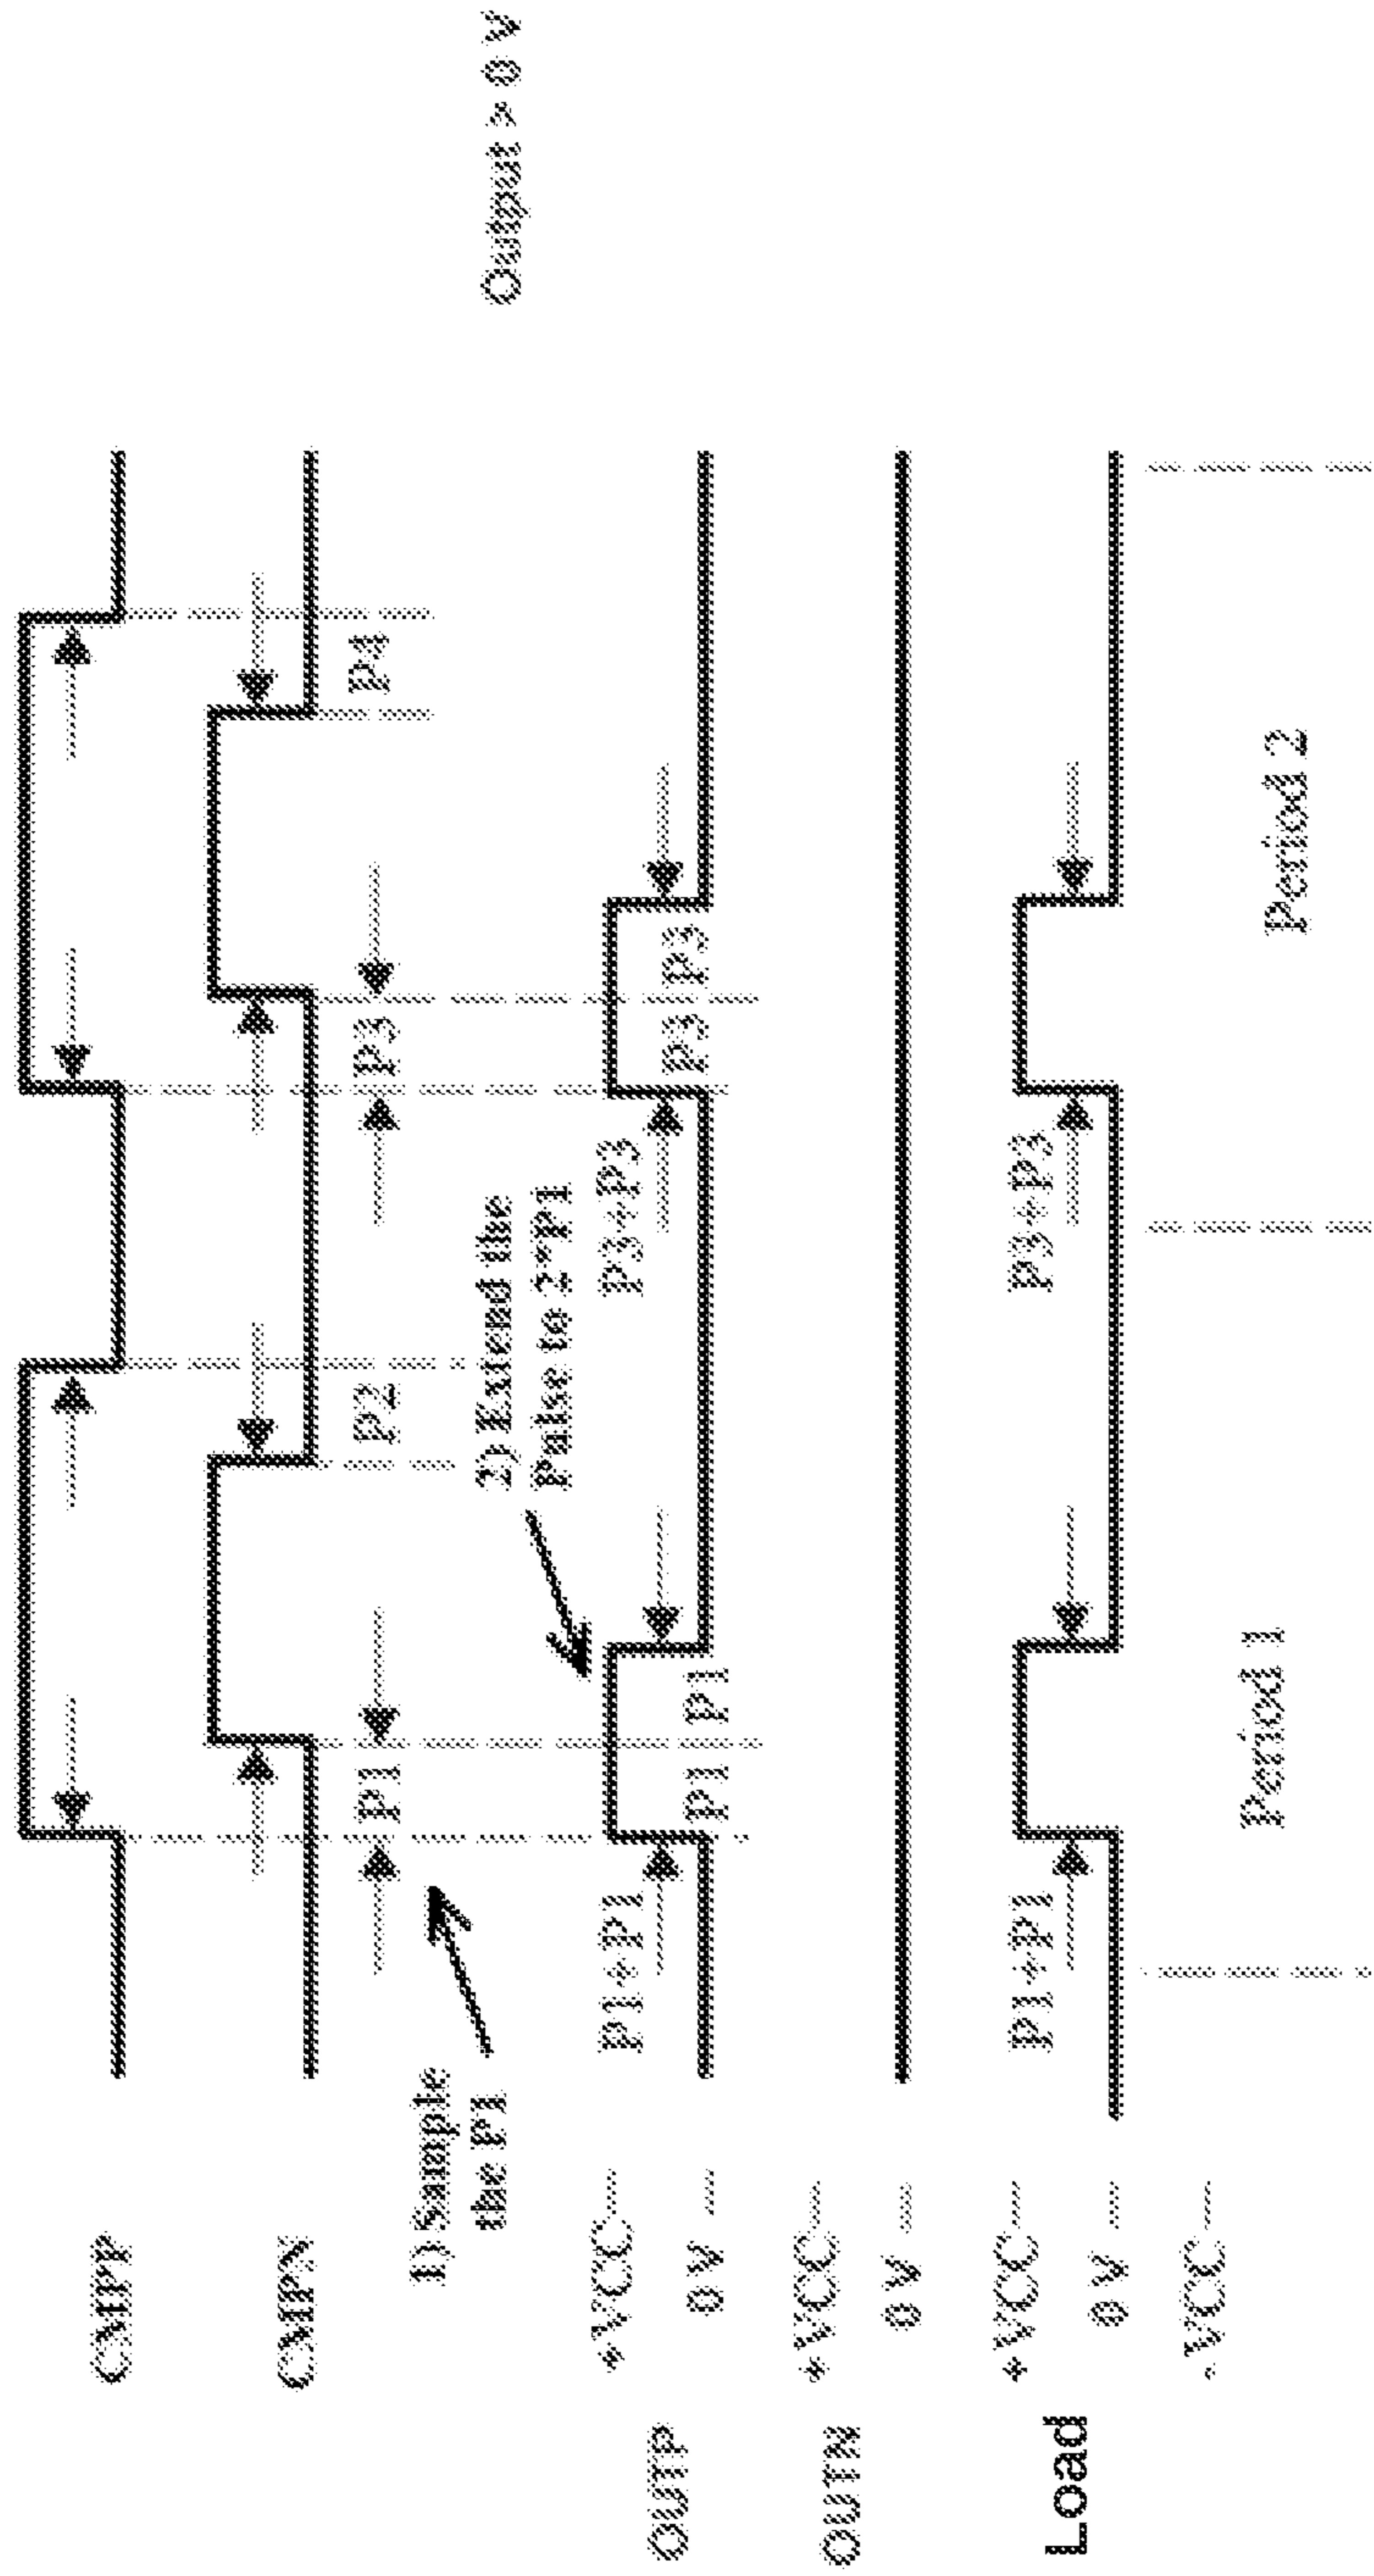 CMPP
CMPN
P1
P2
P3
P4
1) Sample
the P1
2) Extend the
Pulse to 2*P1
Output > 0 V
OUTP
+VCC
0 V
P1+P1
P1 P1
P3+P3
P3 P3
OUTN
+VCC
0 V
Load
+VCC
0 V
-VCC
P1+P1
P3+P3
Period 1
Period 2